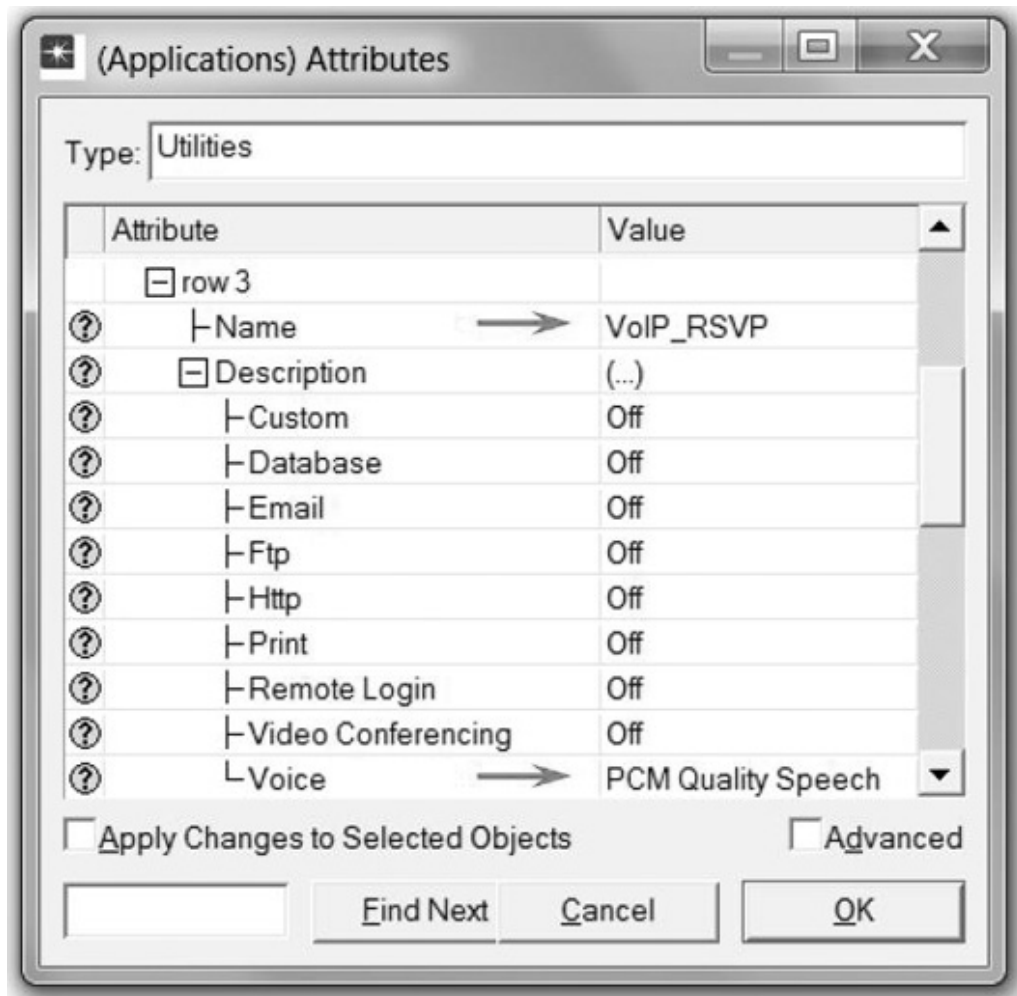 (Applications) Attributes
Type: Utilities
Attribute Value
row 3
Name VoIP_RSVP
Description (...)
Custom Off
Database Off
Email Off
Ftp Off
Http Off
Print Off
Remote Login Off
Video Conferencing Off
Voice PCM Quality Speech
Apply Changes to Selected Objects Advanced
Find Next Cancel OK